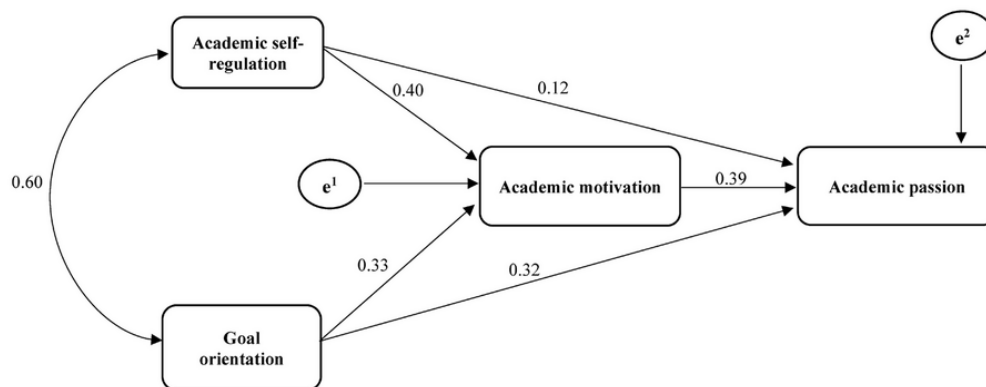 Academic self-
regulation
e²
0.40
0.12
0.60
e¹
Academic motivation
0.39
Academic passion
0.33
0.32
Goal
orientation